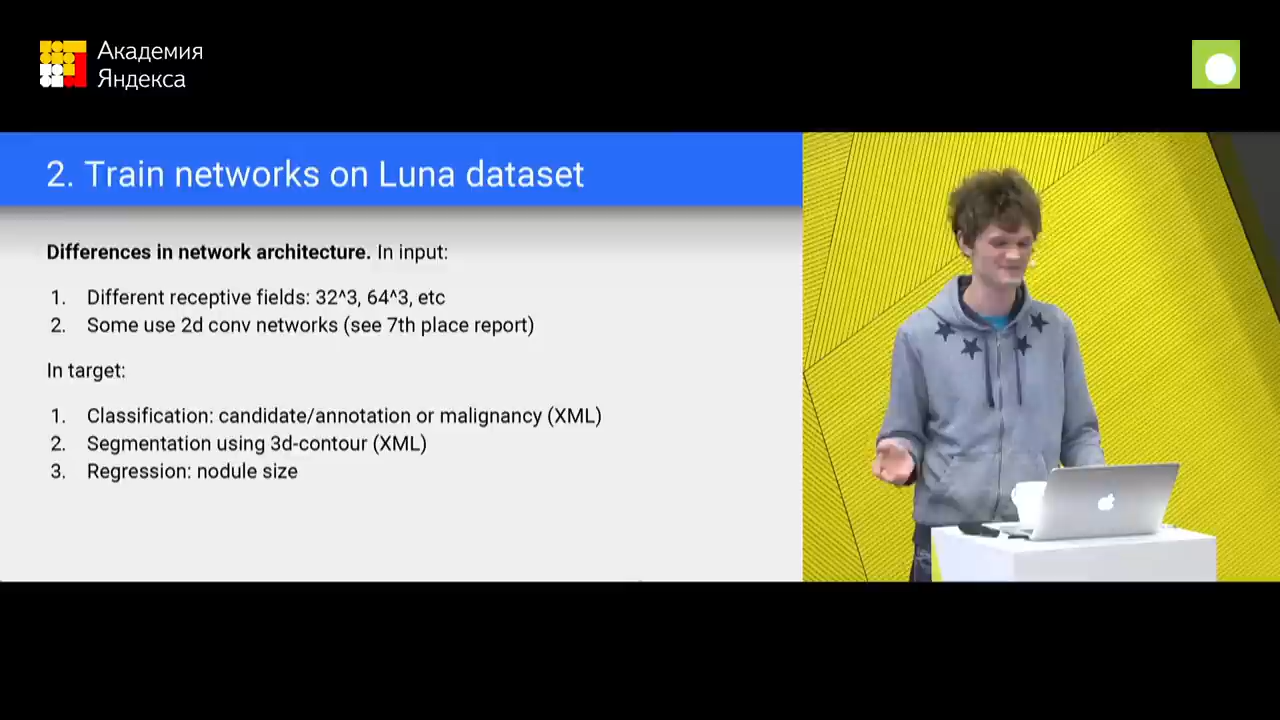 Академия
Яндекса
2. Train networks on Luna dataset
Differences in network architecture. In input:
1. Different receptive fields: 32^3, 64^3, etc
2. Some use 2d conv networks (see 7th place report)
In target:
1. Classification: candidate/annotation or malignancy (XML)
2. Segmentation using 3d-contour (XML)
3. Regression: nodule size